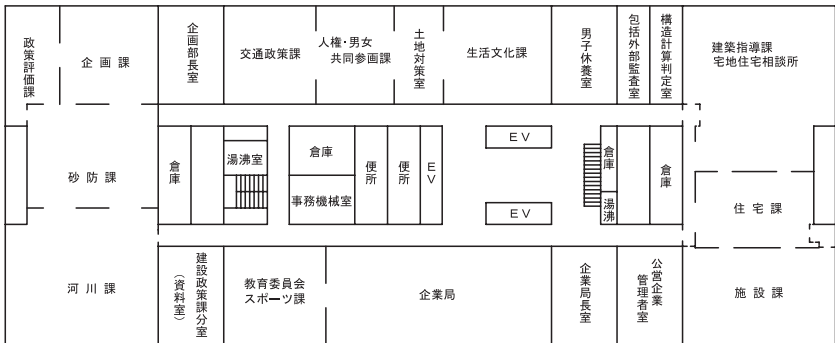 政策評価課
企画課
企画部長室
交通政策課
人権・男女
共同参画課
土地対策室
生活文化課
男子休養室
包括外部監査室
構造計算判定室
建築指導課
宅地住宅相談所
砂防課
倉庫
湯沸室
倉庫
事務機械室
便所
便所
EV
EV
EV
倉庫
湯沸
倉庫
住宅課
河川課
建設政策課分室
（資料室）
教育委員会
スポーツ課
企業局
企業局長室
公営企業
管理者室
施設課